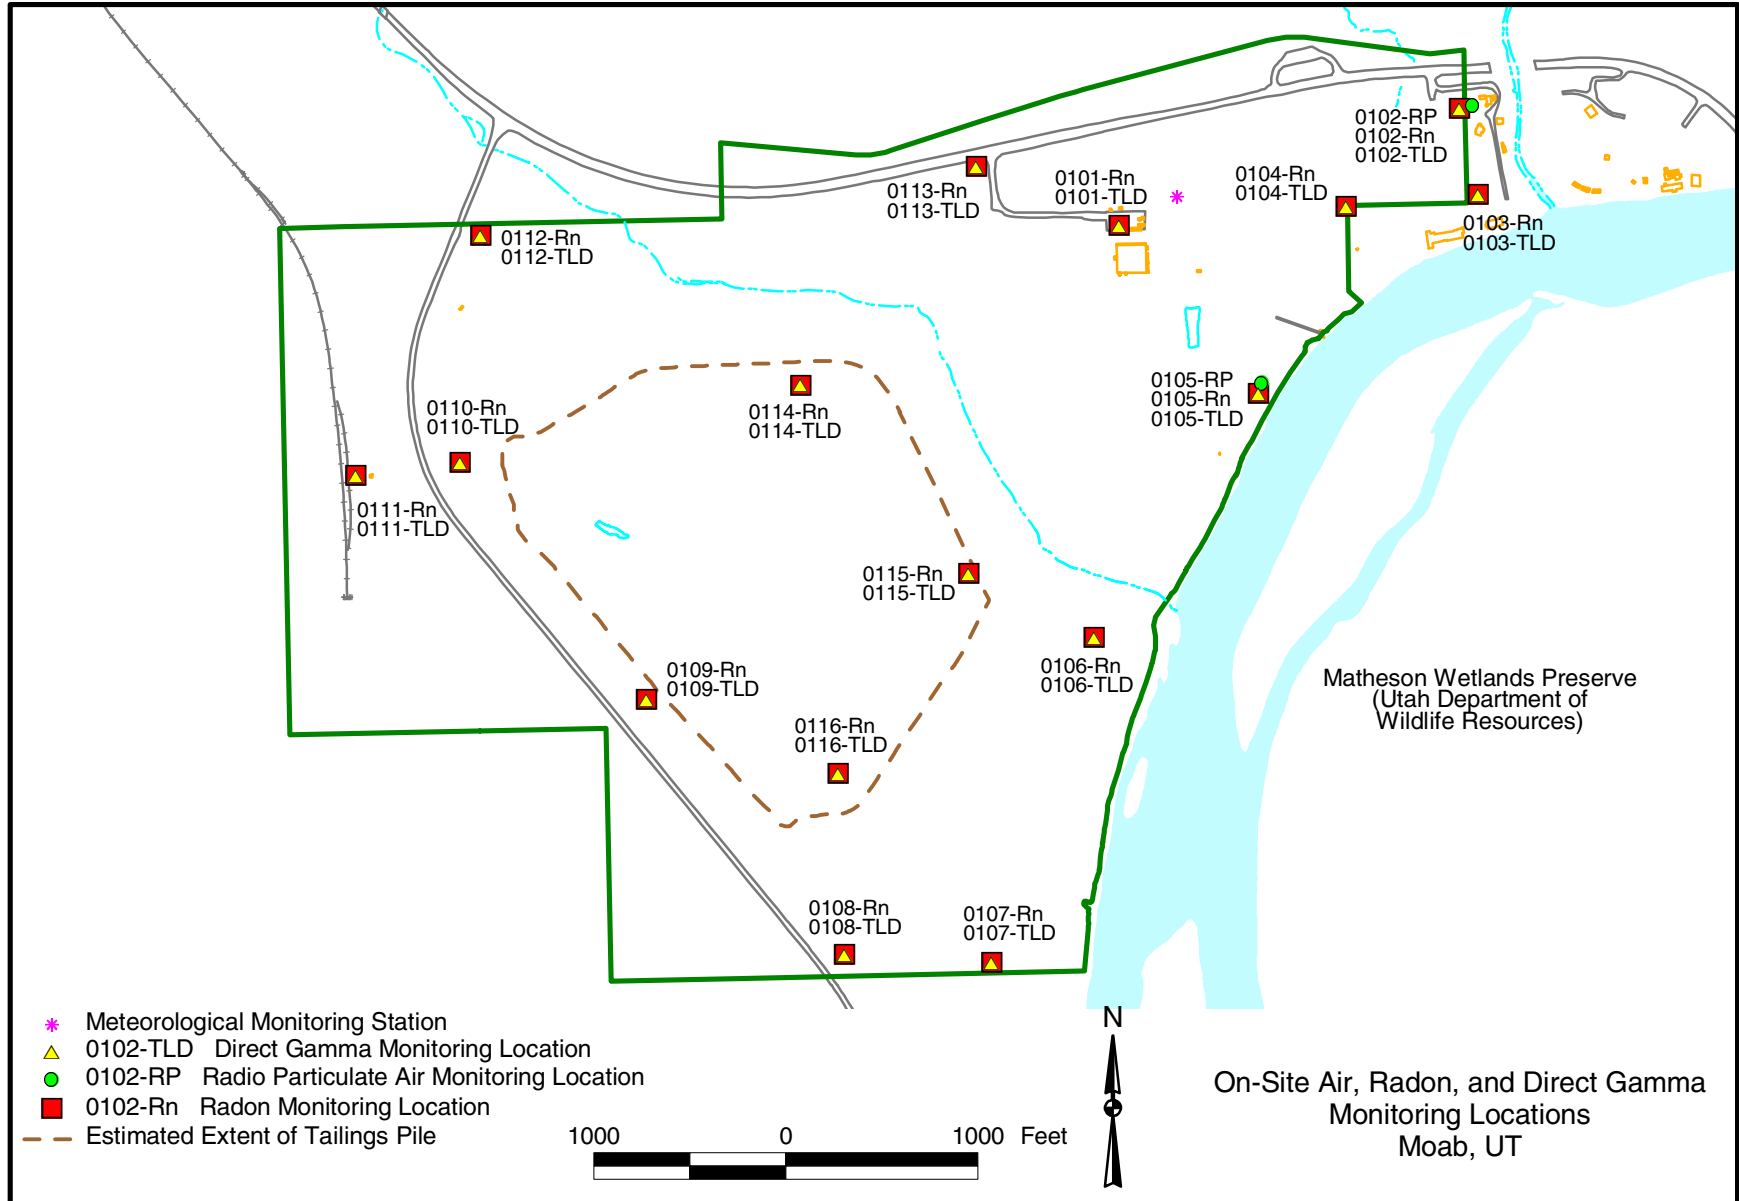 0102-RP
0102-Rn
0102-TLD
0104-Rn
0104-TLD
0101-Rn
0101-TLD
0113-Rn
0113-TLD
0103-Rn
0103-TLD
0112-Rn
0112-TLD
0105-RP
0105-Rn
0105-TLD
0110-Rn
0110-TLD
0114-Rn
0114-TLD
0111-Rn
0111-TLD
0115-Rn
0115-TLD
0106-Rn
0106-TLD
0109-Rn
0109-TLD
Matheson Wetlands Preserve
(Utah Department of
Wildlife Resources)
0116-Rn
0116-TLD
0108-Rn
0108-TLD
0107-Rn
0107-TLD
Meteorological Monitoring Station
0102-TLD Direct Gamma Monitoring Location
0102-RP Radio Particulate Air Monitoring Location
0102-Rn Radon Monitoring Location
Estimated Extent of Tailings Pile
1000 0 1000 Feet
N
On-Site Air, Radon, and Direct Gamma
Monitoring Locations
Moab, UT